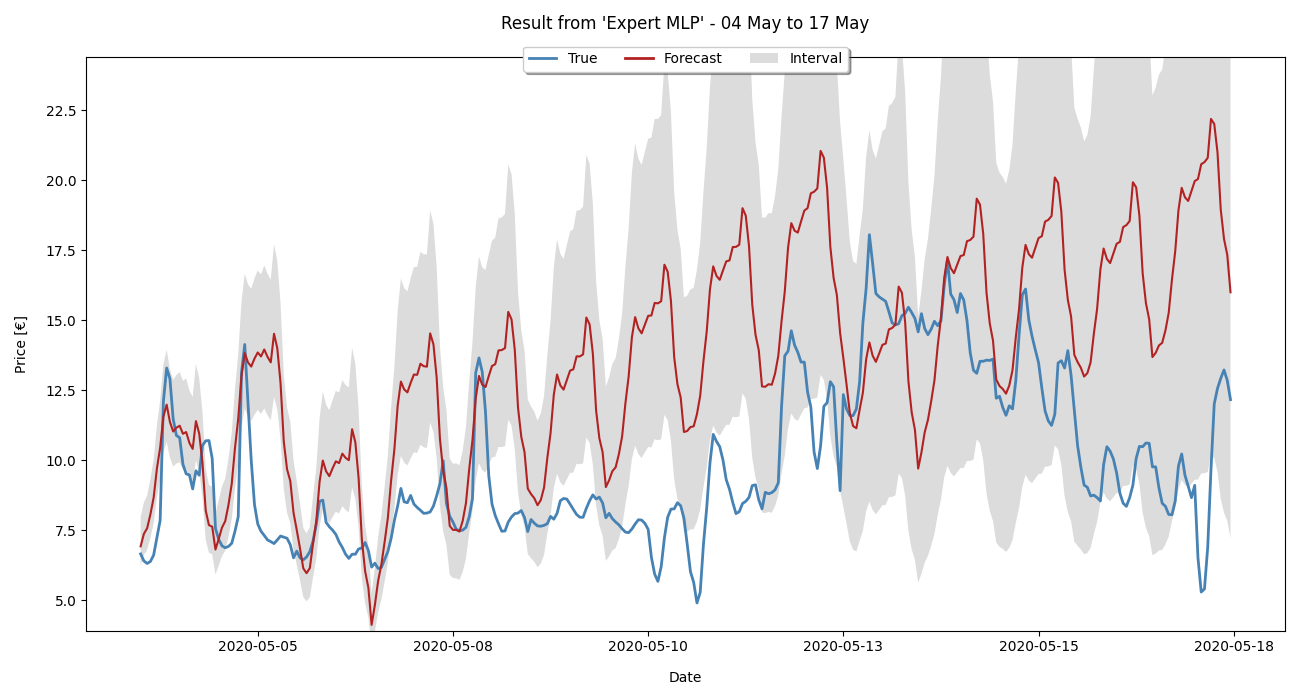 Result from 'Expert MLP' - 04 May to 17 May
True Forecast Interval
22.5
20.0
17.5
15.0
12.5
10.0
7.5
5.0
Price [€]
2020-05-05 2020-05-08 2020-05-10 2020-05-13 2020-05-15 2020-05-18
Date